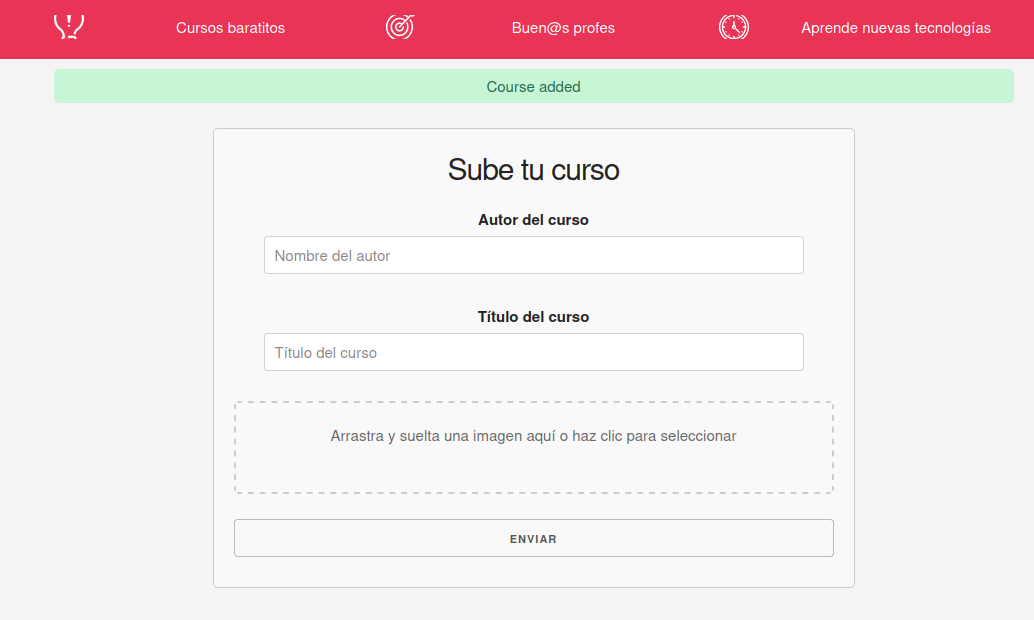 Cursos baratitos
Buen@s profes
Aprende nuevas tecnologías
Course added
Sube tu curso
Autor del curso
Nombre del autor
Título del curso
Título del curso
Arrastra y suelta una imagen aquí o haz clic para seleccionar
ENVIAR